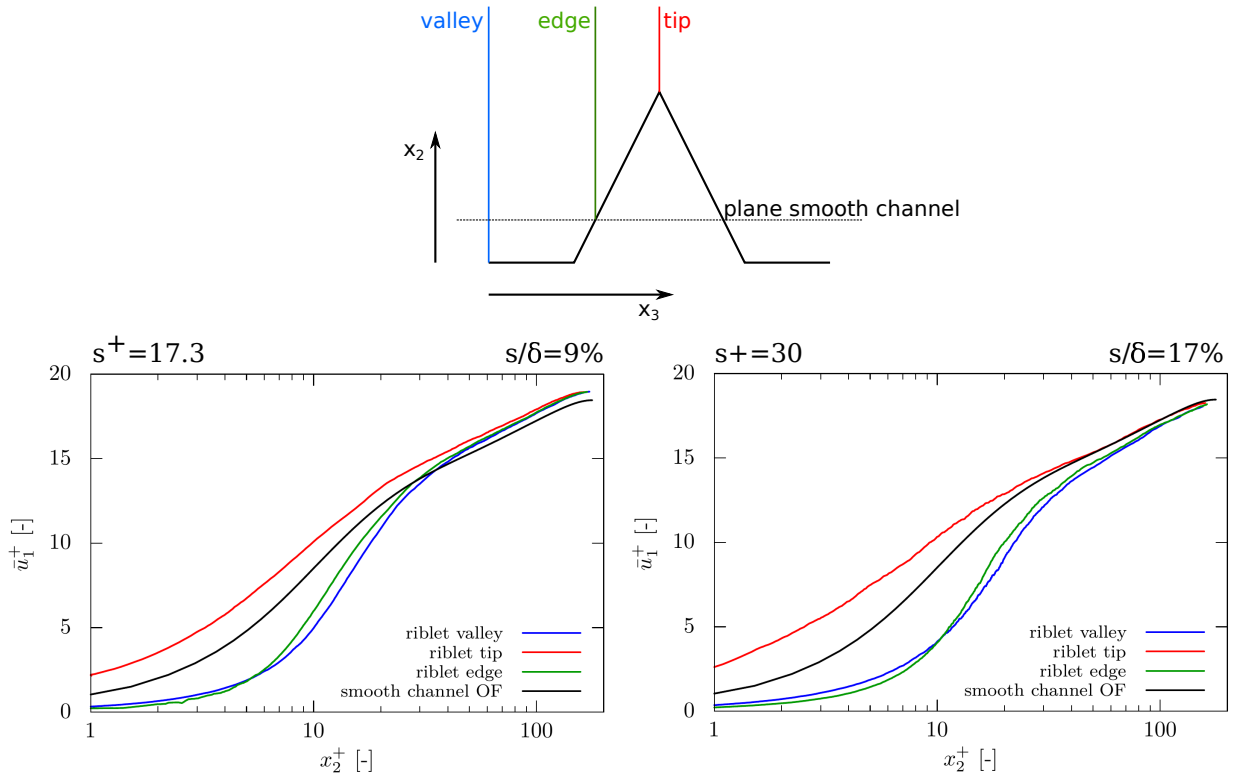 valley edge tip
x2
plane smooth channel
x3
s+=17.3 s/δ=9%
20
15
10
5
0
ū1+ [-]
riblet valley
riblet tip
riblet edge
smooth channel OF
1 10 100
x2+ [-]
s+=30 s/δ=17%
20
15
10
5
0
ū1+ [-]
riblet valley
riblet tip
riblet edge
smooth channel OF
1 10 100
x2+ [-]